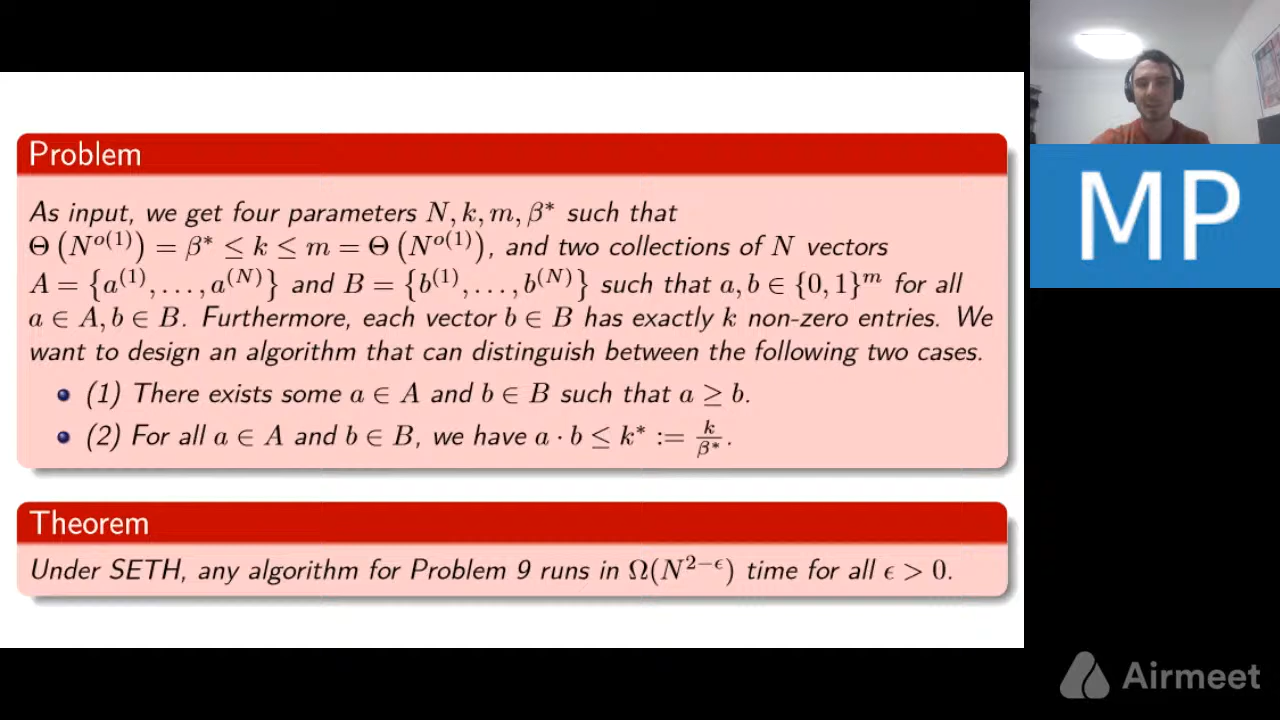 Problem
As input, we get four parameters N, k, m, β* such that
Θ (N^{o(1)}) = β* ≤ k ≤ m = Θ (N^{o(1)}), and two collections of N vectors
A = {a^{(1)}, . . . , a^{(N)}} and B = {b^{(1)}, . . . , b^{(N)}} such that a, b ∈ {0, 1}^m for all
a ∈ A, b ∈ B. Furthermore, each vector b ∈ B has exactly k non-zero entries. We
want to design an algorithm that can distinguish between the following two cases.
(1) There exists some a ∈ A and b ∈ B such that a ≥ b.
(2) For all a ∈ A and b ∈ B, we have a · b ≤ k* := k/β*.
Theorem
Under SETH, any algorithm for Problem 9 runs in Ω(N^{2−ϵ}) time for all ϵ > 0.
MP
Airmeet